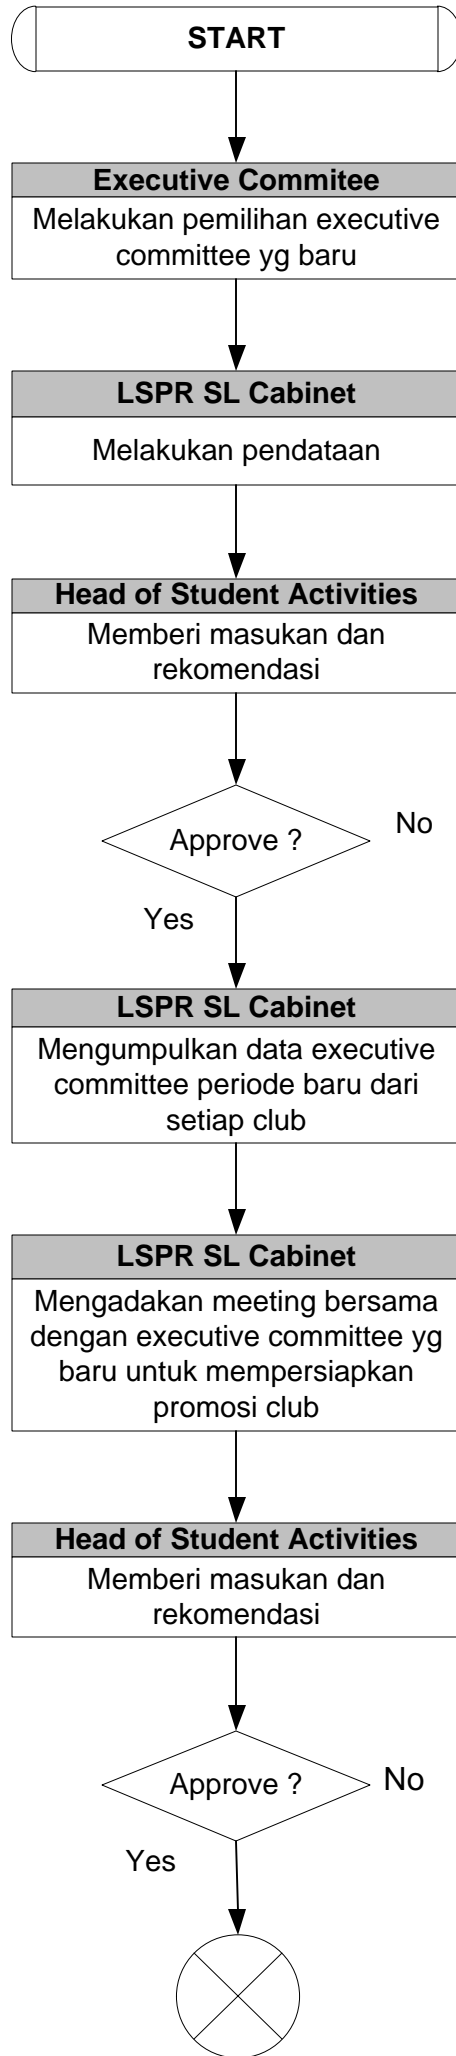 START
Executive Commitee
Melakukan pemilihan executive
committee yg baru
LSPR SL Cabinet
Melakukan pendataan
Head of Student Activities
Memberi masukan dan
rekomendasi
Approve ?
No
Yes
LSPR SL Cabinet
Mengumpulkan data executive
committee periode baru dari
setiap club
LSPR SL Cabinet
Mengadakan meeting bersama
dengan executive committee yg
baru untuk mempersiapkan
promosi club
Head of Student Activities
Memberi masukan dan
rekomendasi
Approve ?
No
Yes